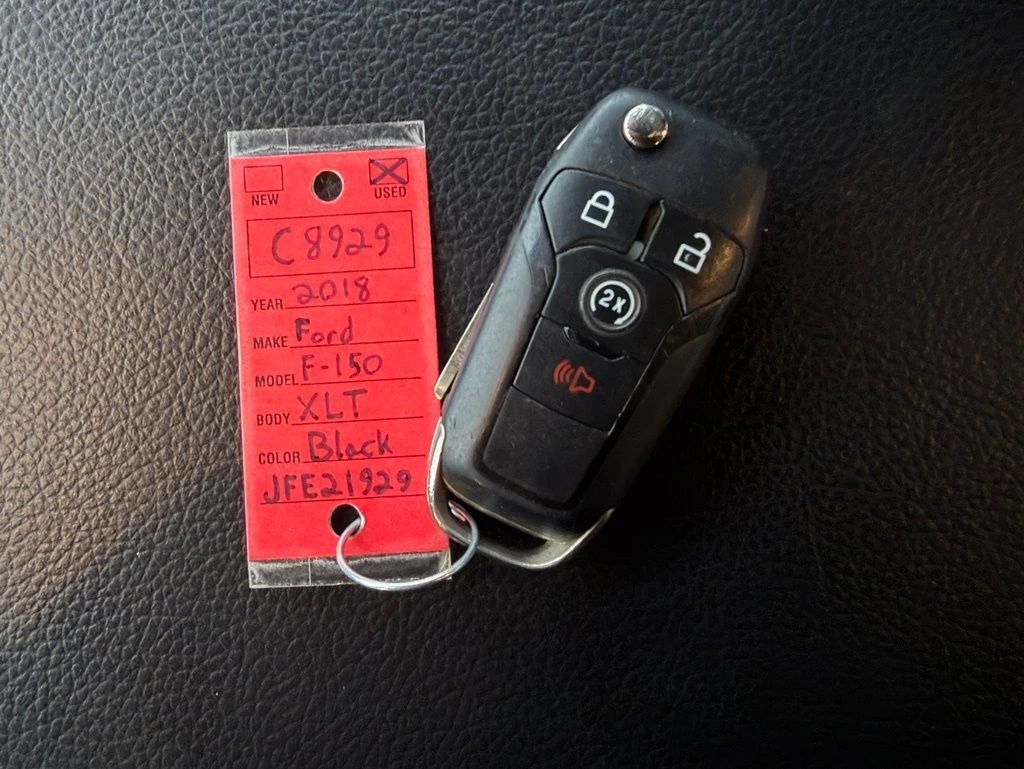 NEW USED
C8929
YEAR 2018
MAKE Ford
MODEL F-150
BODY XLT
COLOR Black
JFE21929
2X